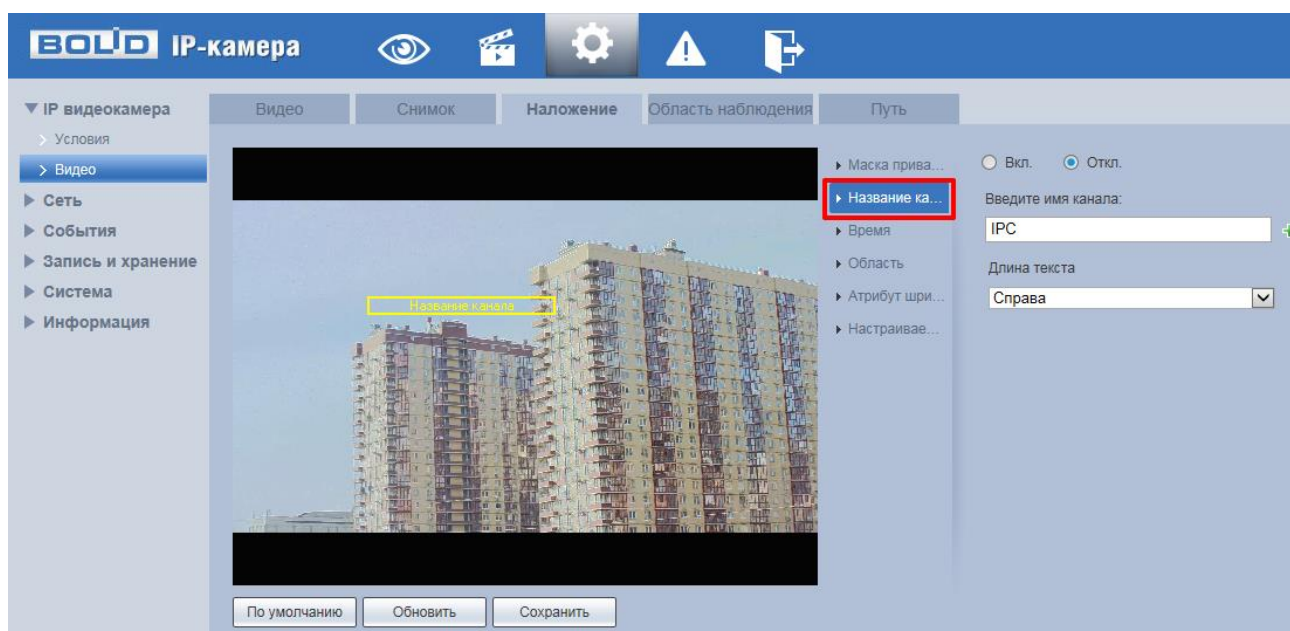 BOLID IP-камера
IP видеокамера
Условия
Видео
Сеть
События
Запись и хранение
Система
Информация
Видео Снимок Наложение Область наблюдения Путь
Название канала
Маска прива...
Название ка...
Время
Область
Атрибут шри...
Настраивае...
Вкл. Откл.
Введите имя канала:
IPC
Длина текста
Справа
По умолчанию Обновить Сохранить